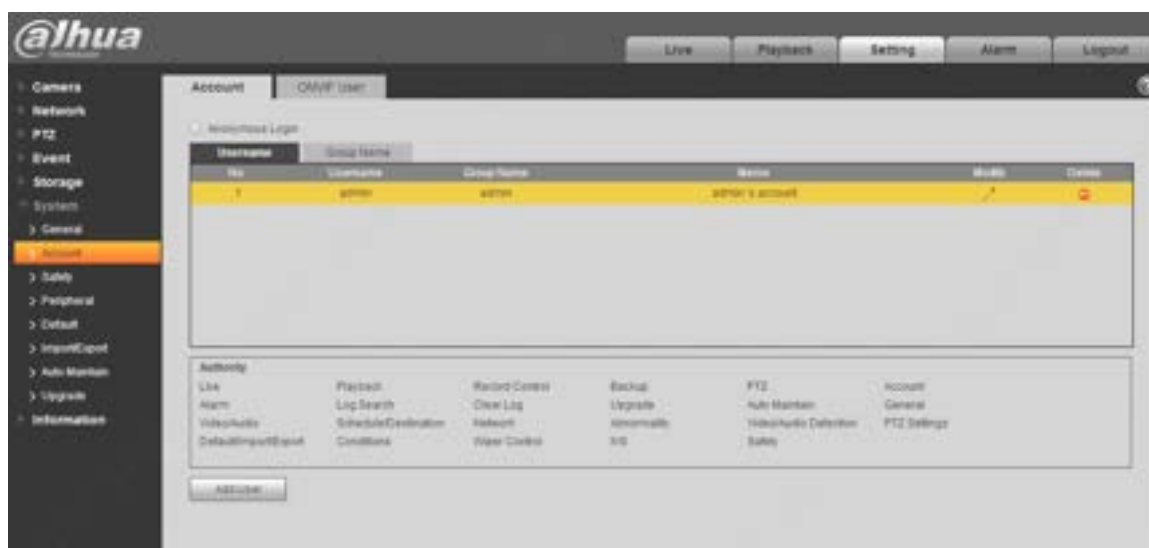 alhua
TECHNOLOGY
Live Playback Setting Alarm Logout
Camera
Network
PTZ
Event
Storage
System
General
Account
Safety
Peripheral
Default
Import/Export
Auto Maintain
Upgrade
Information
Account ONVIF User
Anonymous Login
Username Group Name
No. Username Group Name Memo Modify Delete
1 admin admin admin 's account
Authority
Live Playback Record Control Backup PTZ Account
Alarm Log Search Clear Log Upgrade Auto Maintain General
Video/Audio Schedule/Destination Network Abnormality Video/Audio Detection PTZ Settings
Default/Import/Export Conditions Wiper Control IVS Safety
Add User